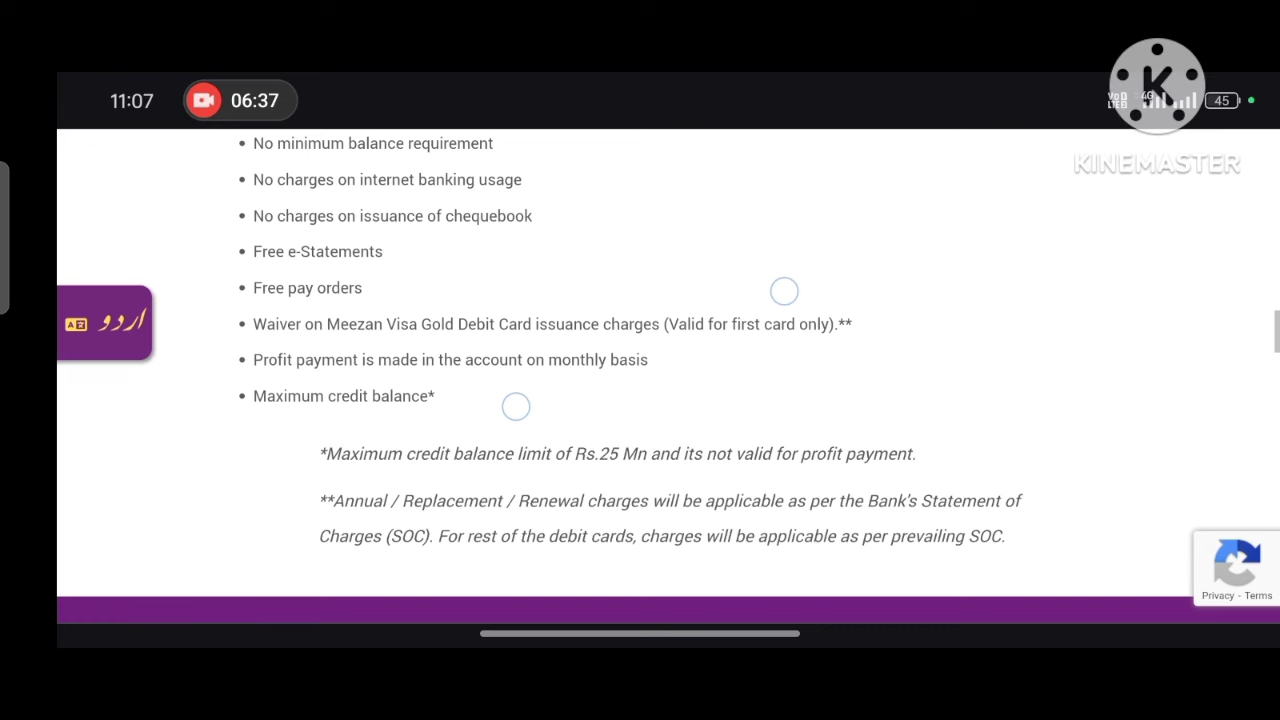 11:07
06:37
VoD
LTE2
4G
45
K
KINEMASTER
• No minimum balance requirement
• No charges on internet banking usage
• No charges on issuance of chequebook
• Free e-Statements
• Free pay orders
اردو
• Waiver on Meezan Visa Gold Debit Card issuance charges (Valid for first card only).**
• Profit payment is made in the account on monthly basis
• Maximum credit balance*
*Maximum credit balance limit of Rs.25 Mn and its not valid for profit payment.
**Annual / Replacement / Renewal charges will be applicable as per the Bank's Statement of
Charges (SOC). For rest of the debit cards, charges will be applicable as per prevailing SOC.
Privacy - Terms